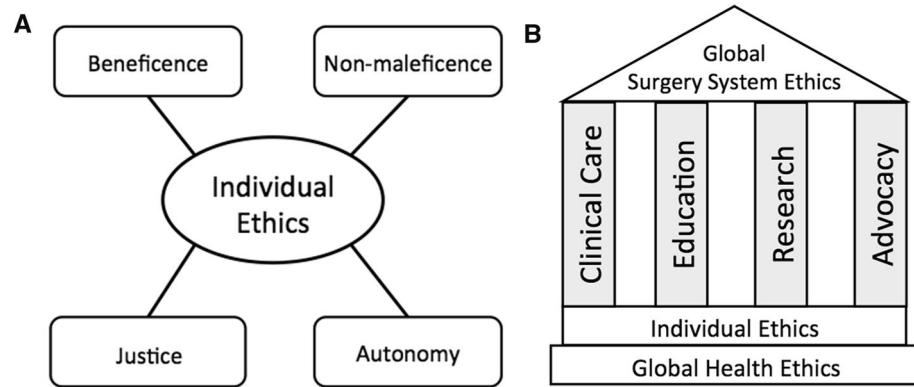 A
Beneficence
Non-maleficence
Individual
Ethics
Justice
Autonomy
B
Global
Surgery System Ethics
Clinical Care
Education
Research
Advocacy
Individual Ethics
Global Health Ethics